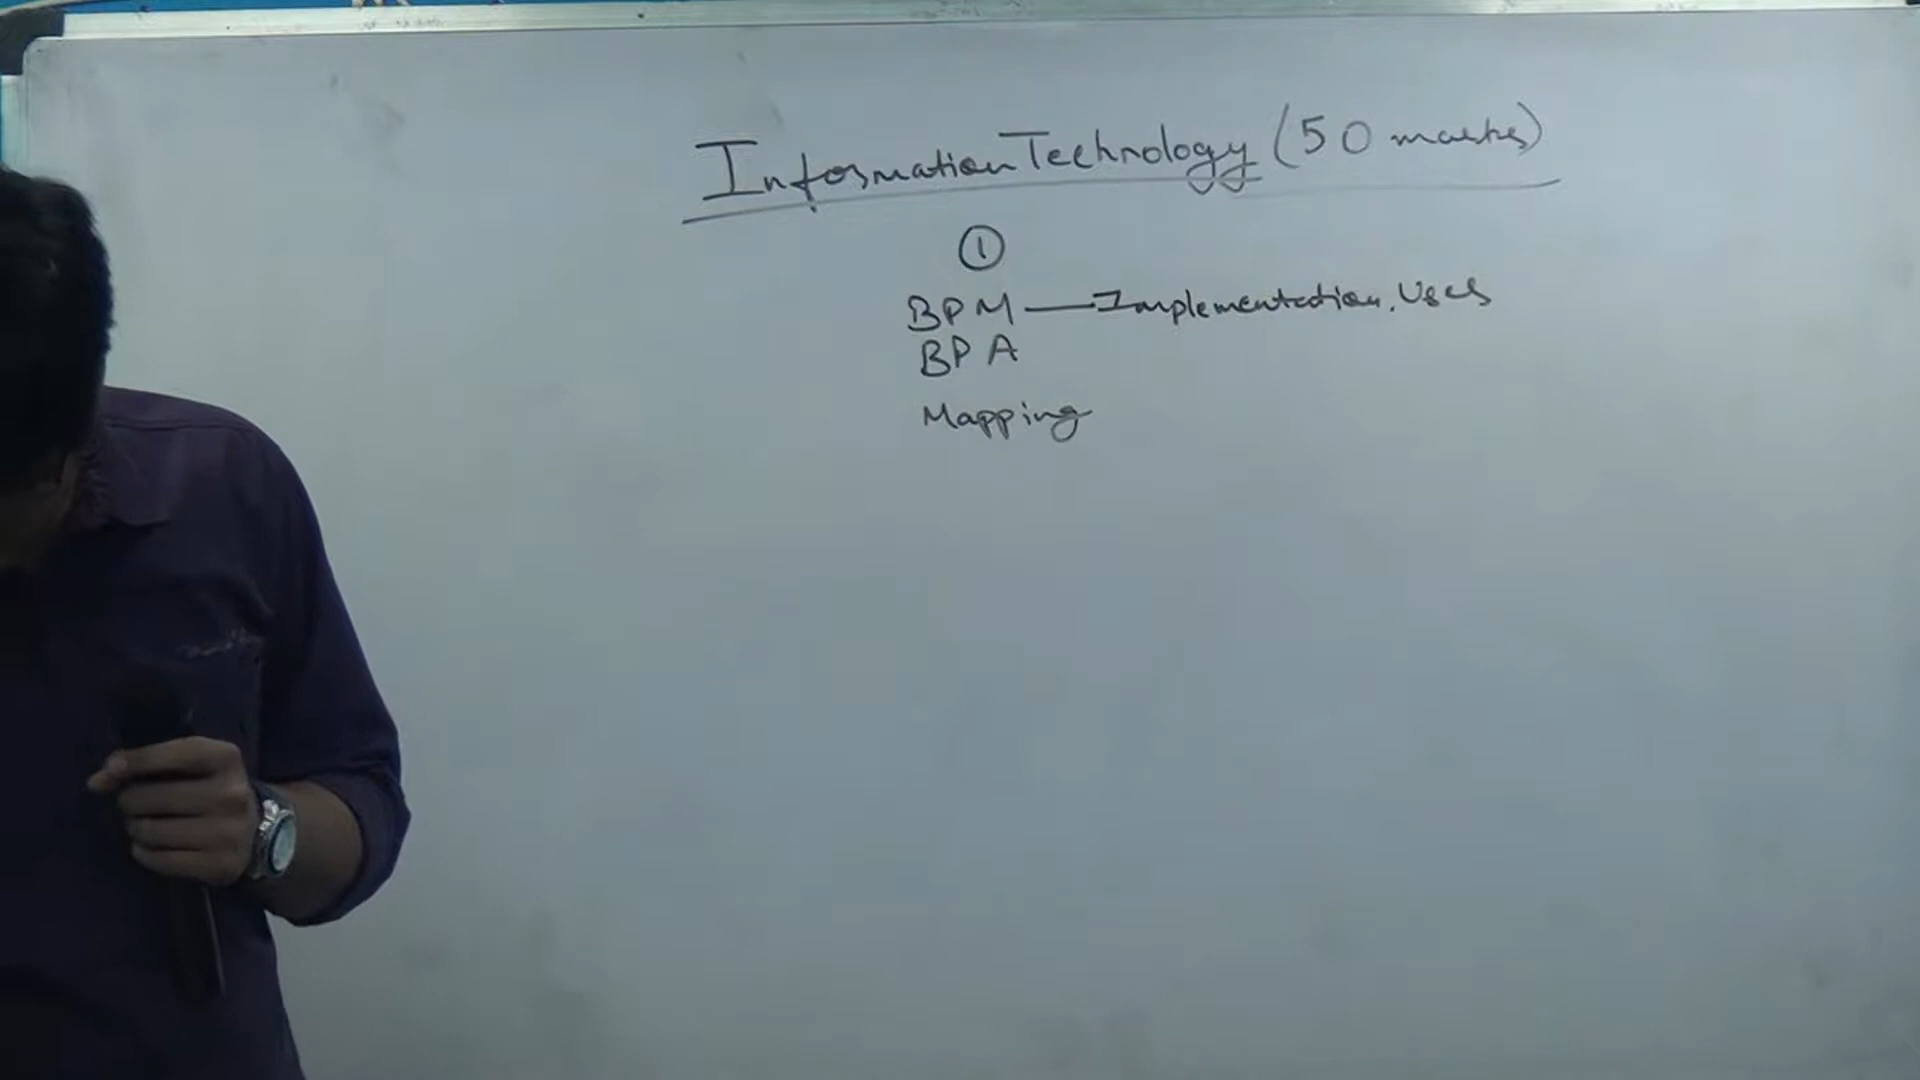 Information Technology (50 marks)
1
BPM — Implementation, Uses
BPA
Mapping